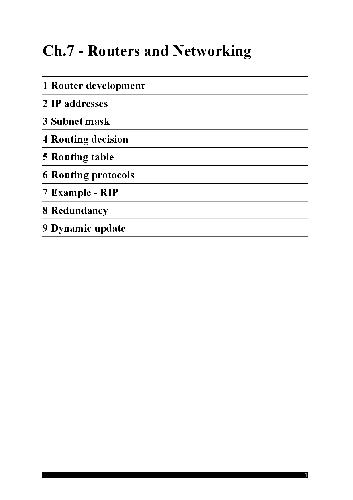 Ch.7 - Routers and Networking
1 Router development
2 IP addresses
3 Subnet mask
4 Routing decision
5 Routing table
6 Routing protocols
7 Example - RIP
8 Redundancy
9 Dynamic update